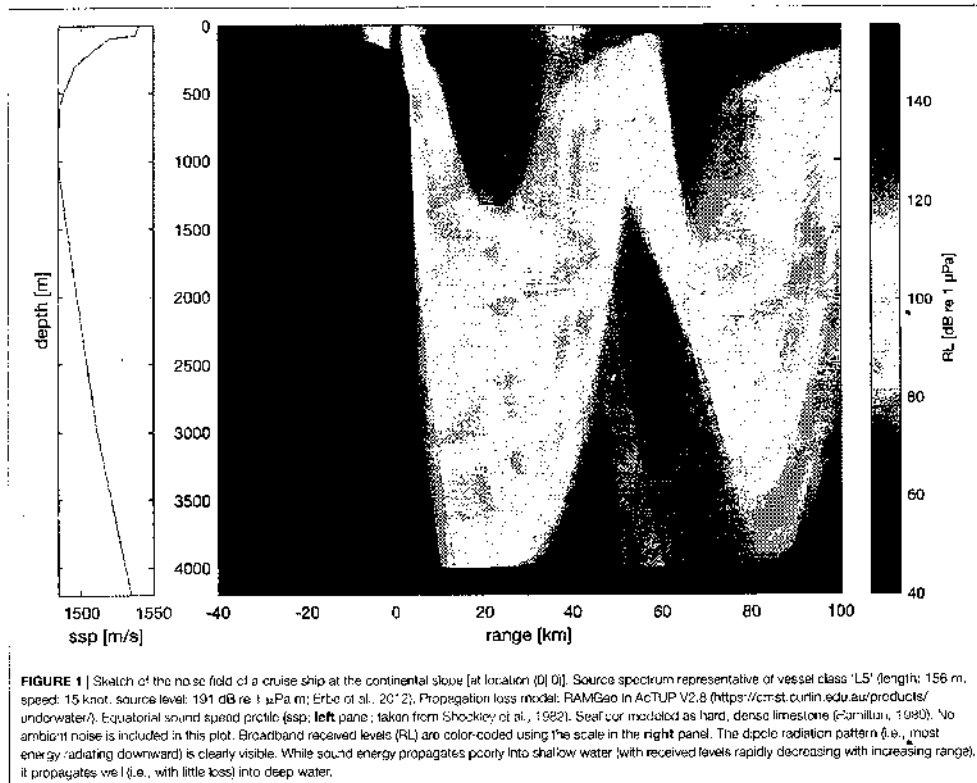 0
500
1000
1500
2000
2500
3000
3500
4000
depth [m]
1500 1550
ssp [m/s]
-40 -20 0 20 40 60 80 100
range [km]
140
120
100
80
60
40
RL [dB re 1 µPa]
FIGURE 1 | Sketch of the noise field of a cruise ship at the continental slope [at location (0| 0)]. Source spectrum representative of vessel class 'L5' (length: 156 m,
speed: 15 knot, source level: 191 dB re 1 µPa m; Erbe et al., 2012). Propagation loss model: RAMGeo in AcTUP V2.8 (https://cmst.curtin.edu.au/products/
underwater/). Equatorial sound speed profile (ssp; left pane; taken from Shockley et al., 1982). Seafloor modeled as hard, dense limestone (Hamilton, 1980). No
ambient noise is included in this plot. Broadband received levels (RL) are color-coded using the scale in the right panel. The dipole radiation pattern (i.e., most
energy radiating downward) is clearly visible. While sound energy propagates poorly into shallow water (with received levels rapidly decreasing with increasing range),
it propagates well (i.e., with little loss) into deep water.